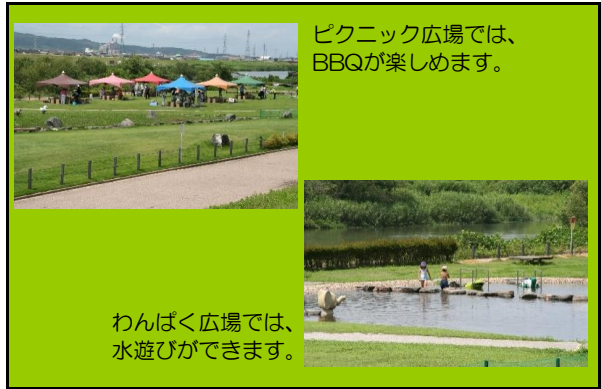 ピクニック広場では、
BBQが楽しめます。
わんぱく広場では、
水遊びができます。